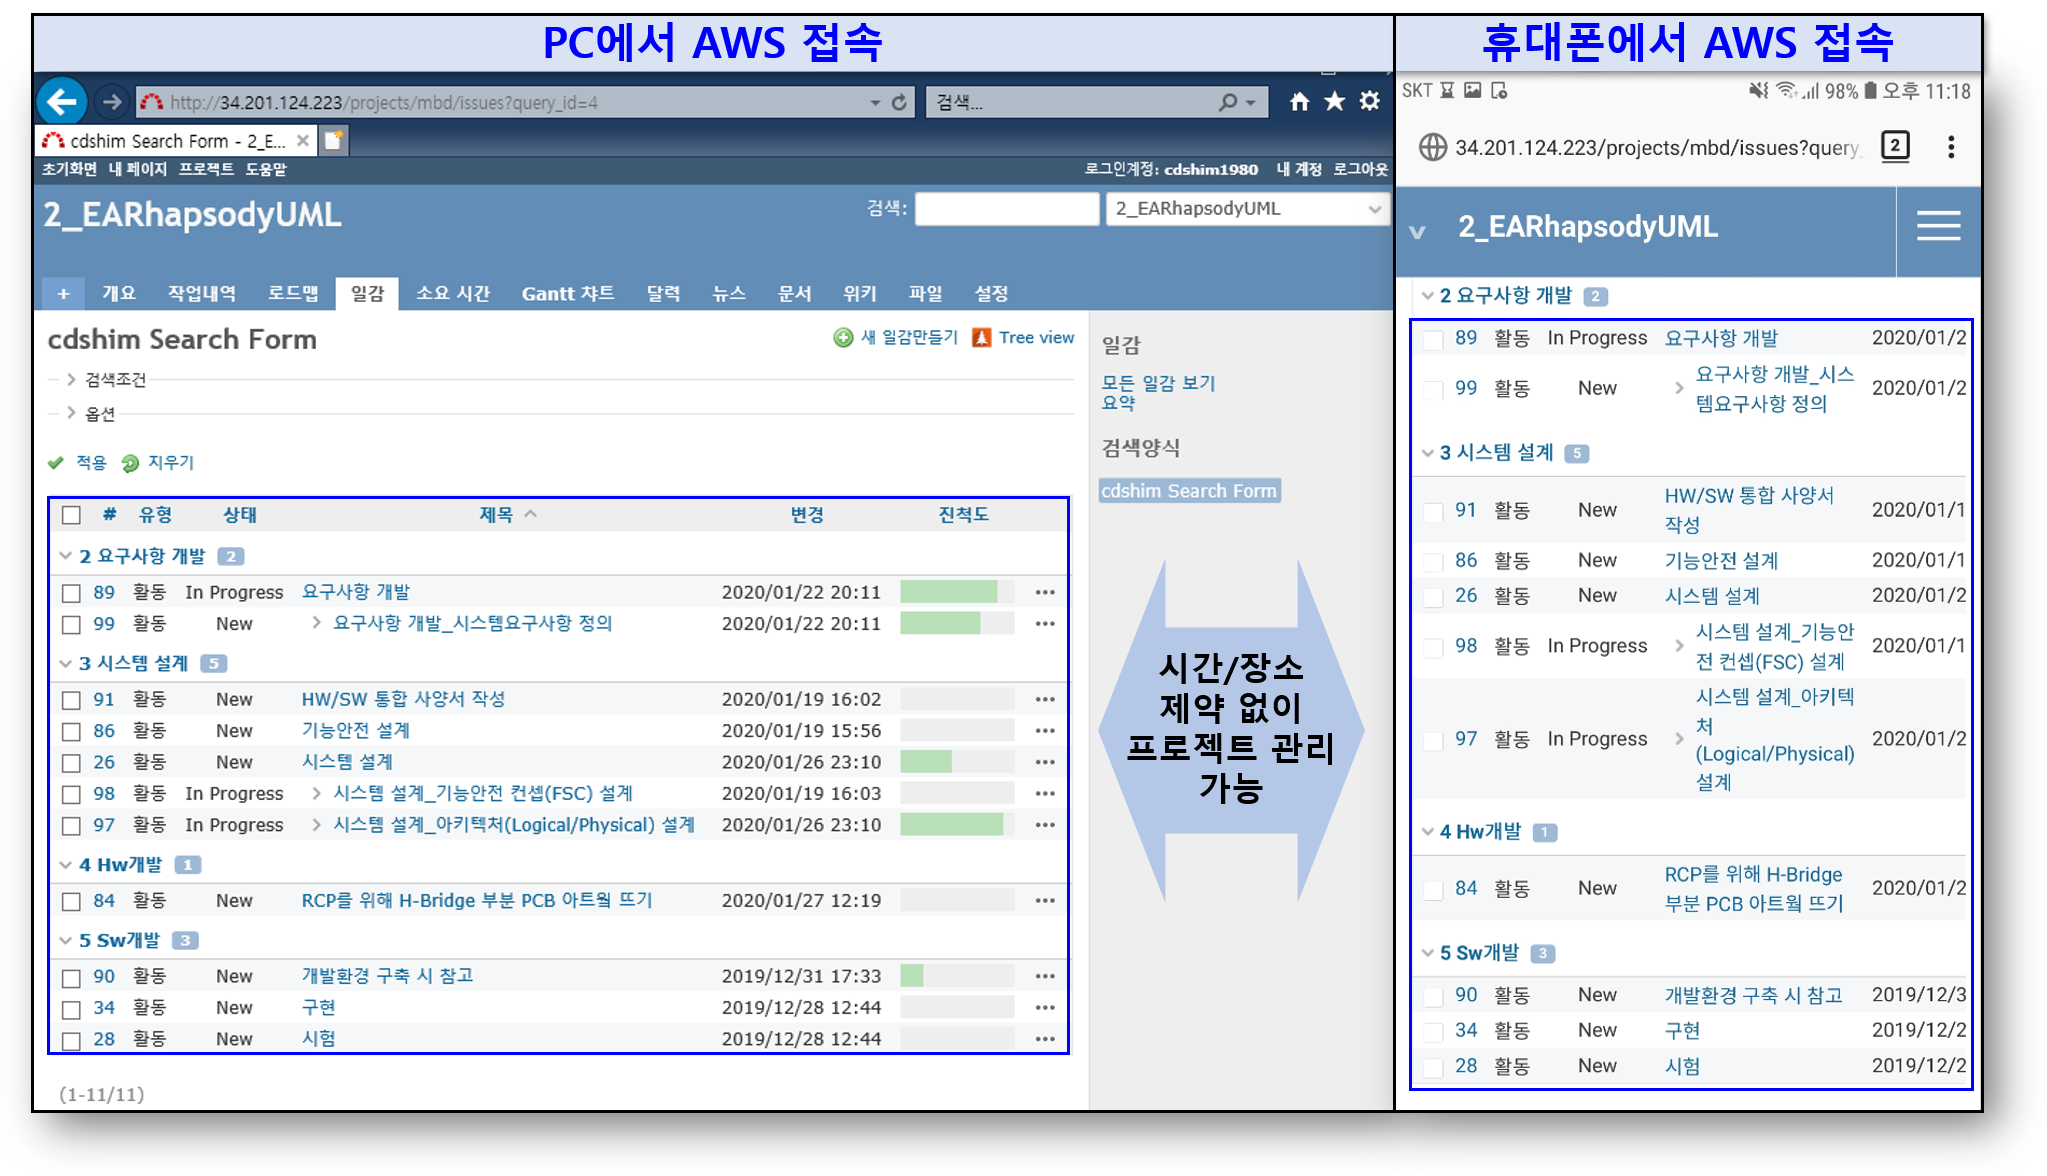 PC에서 AWS 접속
http://34.201.124.223/projects/mbd/issues?query_id=4
검색...
cdshim Search Form - 2_E...
초기화면 내 페이지 프로젝트 도움말
로그인계정: cdshim1980 내 계정 로그아웃
2_EARhapsodyUML
검색:
2_EARhapsodyUML
+ 개요 작업내역 로드맵 일감 소요 시간 Gantt 챠트 달력 뉴스 문서 위키 파일 설정
cdshim Search Form
새 일감만들기 Tree view
검색조건
옵션
적용 지우기
# 유형 상태 제목 변경 진척도
2 요구사항 개발 2
89 활동 In Progress 요구사항 개발 2020/01/22 20:11 •••
99 활동 New > 요구사항 개발_시스템요구사항 정의 2020/01/22 20:11 •••
3 시스템 설계 5
91 활동 New HW/SW 통합 사양서 작성 2020/01/19 16:02 •••
86 활동 New 기능안전 설계 2020/01/19 15:56 •••
26 활동 New 시스템 설계 2020/01/26 23:10 •••
98 활동 In Progress > 시스템 설계_기능안전 컨셉(FSC) 설계 2020/01/19 16:03 •••
97 활동 In Progress > 시스템 설계_아키텍처(Logical/Physical) 설계 2020/01/26 23:10 •••
4 Hw개발 1
84 활동 New RCP를 위해 H-Bridge 부분 PCB 아트웍 뜨기 2020/01/27 12:19 •••
5 Sw개발 3
90 활동 New 개발환경 구축 시 참고 2019/12/31 17:33 •••
34 활동 New 구현 2019/12/28 12:44 •••
28 활동 New 시험 2019/12/28 12:44 •••
(1-11/11)
일감
모든 일감 보기
요약
검색양식
cdshim Search Form
시간/장소
제약 없이
프로젝트 관리
가능
휴대폰에서 AWS 접속
SKT 98% 오후 11:18
34.201.124.223/projects/mbd/issues?query_ 2
2_EARhapsodyUML
2 요구사항 개발 2
89 활동 In Progress 요구사항 개발 2020/01/2
99 활동 New > 요구사항 개발_시스
템요구사항 정의 2020/01/2
3 시스템 설계 5
91 활동 New HW/SW 통합 사양서
작성 2020/01/1
86 활동 New 기능안전 설계 2020/01/1
26 활동 New 시스템 설계 2020/01/2
98 활동 In Progress > 시스템 설계_기능안
전 컨셉(FSC) 설계 2020/01/1
시스템 설계_아키텍
처
97 활동 In Progress > (Logical/Physical) 2020/01/2
설계
4 Hw개발 1
84 활동 New RCP를 위해 H-Bridge
부분 PCB 아트웍 뜨기 2020/01/2
5 Sw개발 3
90 활동 New 개발환경 구축 시 참고 2019/12/3
34 활동 New 구현 2019/12/2
28 활동 New 시험 2019/12/2